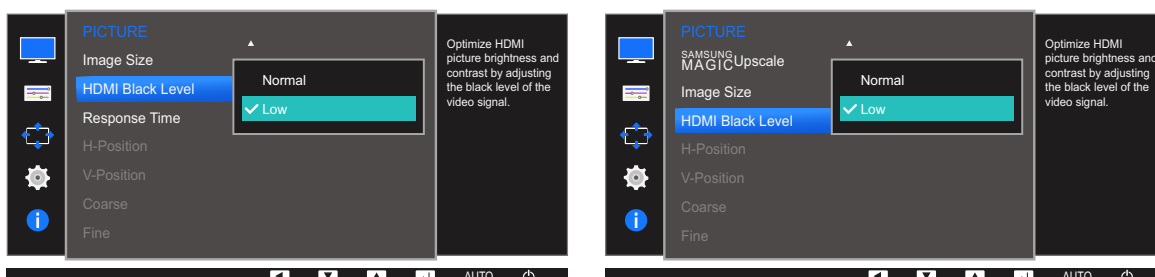 PICTURE
Image Size
HDMI Black Level
Response Time
H-Position
V-Position
Coarse
Fine
Normal
Low
Optimize HDMI
picture brightness and
contrast by adjusting
the black level of the
video signal.
AUTO
PICTURE
SAMSUNG
MAGICUpscale
Image Size
HDMI Black Level
H-Position
V-Position
Coarse
Fine
Normal
Low
Optimize HDMI
picture brightness and
contrast by adjusting
the black level of the
video signal.
AUTO